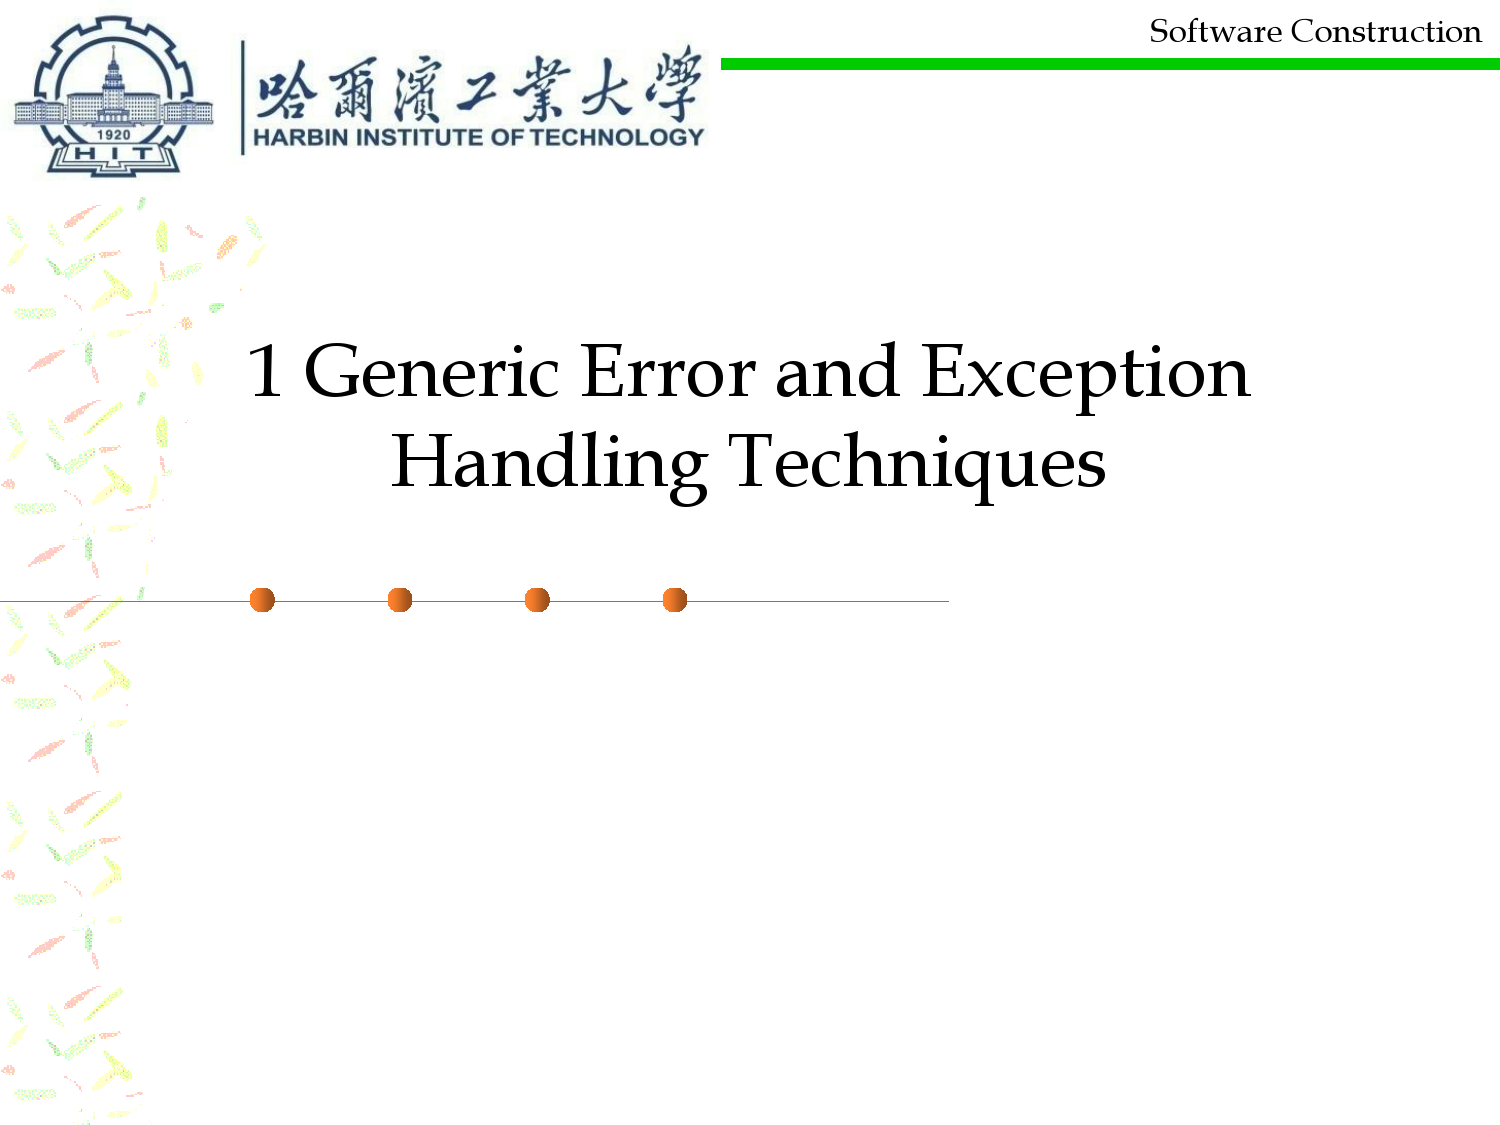 Software Construction
哈爾濱工業大學
HARBIN INSTITUTE OF TECHNOLOGY
1920
HIT
1 Generic Error and Exception
Handling Techniques